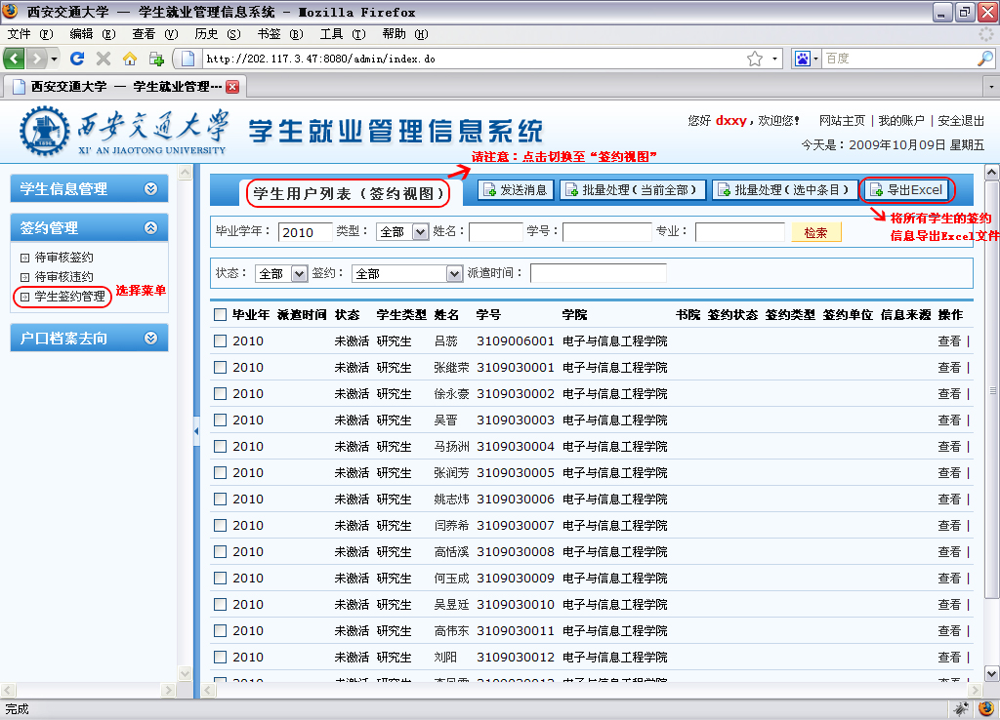 西安交通大学 — 学生就业管理信息系统 - Mozilla Firefox
文件 (F) 编辑 (E) 查看 (V) 历史 (S) 书签 (B) 工具 (T) 帮助 (H)
http://202.117.3.47:8080/admin/index.do 百度
西安交通大学 — 学生就业管理...
西安交通大学 学生就业管理信息系统
XI' AN JIAOTONG UNIVERSITY
您好 dxxy，欢迎您! 网站主页 | 我的账户 | 安全退出
今天是：2009年10月09日 星期五
请注意：点击切换至“签约视图”
学生信息管理
签约管理
待审核签约
待审核违约
学生签约管理
选择菜单
户口档案去向
学生用户列表（签约视图） 发送消息 批量处理（当前全部） 批量处理（选中条目） 导出Excel
将所有学生的签约
信息导出Excel文件
毕业学年： 2010 类型： 全部 姓名： 学号： 专业： 检索
状态： 全部 签约： 全部 派遣时间：
毕业年 派遣时间 状态 学生类型 姓名 学号 学院 书院 签约状态 签约类型 签约单位 信息来源 操作
2010 未激活 研究生 吕蕊 3109006001 电子与信息工程学院 查看 |
2010 未激活 研究生 张继荣 3109030001 电子与信息工程学院 查看 |
2010 未激活 研究生 徐永豪 3109030002 电子与信息工程学院 查看 |
2010 未激活 研究生 吴晋 3109030003 电子与信息工程学院 查看 |
2010 未激活 研究生 马扬洲 3109030004 电子与信息工程学院 查看 |
2010 未激活 研究生 张润芳 3109030005 电子与信息工程学院 查看 |
2010 未激活 研究生 姚志炜 3109030006 电子与信息工程学院 查看 |
2010 未激活 研究生 闫养希 3109030007 电子与信息工程学院 查看 |
2010 未激活 研究生 高恬溪 3109030008 电子与信息工程学院 查看 |
2010 未激活 研究生 何玉成 3109030009 电子与信息工程学院 查看 |
2010 未激活 研究生 吴昱廷 3109030010 电子与信息工程学院 查看 |
2010 未激活 研究生 高伟东 3109030011 电子与信息工程学院 查看 |
2010 未激活 研究生 刘阳 3109030012 电子与信息工程学院 查看 |
完成